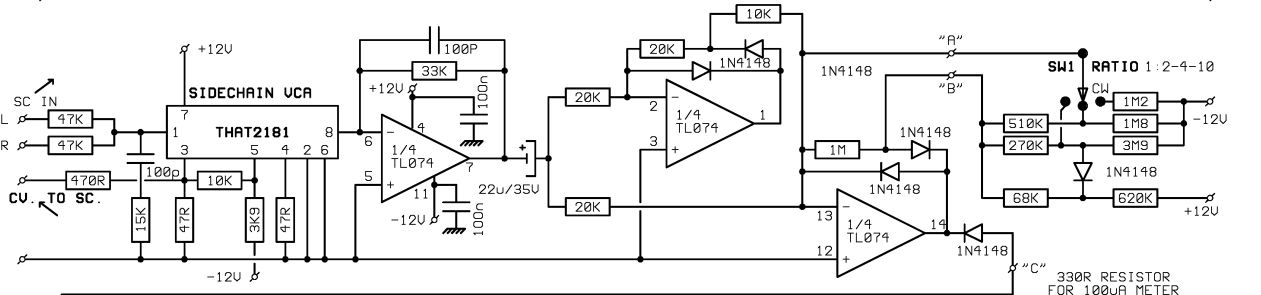 10K
+12V
100P
20K
"A"
33K
1N4148
1N4148
SW1 RATIO 1:2-4-10
SC IN
SIDECHAIN VCA
+12V
100n
"B"
CW
L
47K
7
20K
2
−
1M2
-12V
1
THAT2181
8
6
−
4
1/4
TL074
1
510K
1M8
R
47K
3
5
2
6
1/4
TL074
7
3
+
1M
1N4148
270K
3M9
100p
+
470R
10K
5
+
22u/35V
1N4148
1N4148
CV. TO SC.
11
68K
620K
15K
47R
3K9
47R
-12V
100n
20K
13
−
+12V
1/4
TL074
14
12
+
1N4148
-12V
"C"
330R RESISTOR
FOR 100uA METER